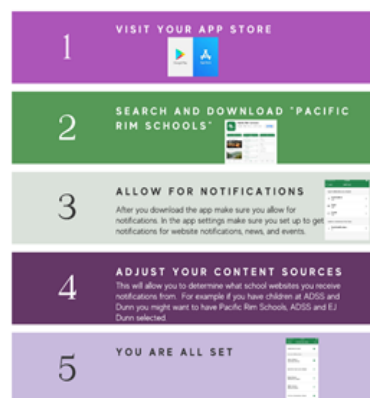 1
VISIT YOUR APP STORE
2
SEARCH AND DOWNLOAD "PACIFIC
RIM SCHOOLS"
3
ALLOW FOR NOTIFICATIONS
After you download the app make sure you allow for
notifications. In the app settings make sure you set up to get
notifications for website notifications, news, and events.
4
ADJUST YOUR CONTENT SOURCES
This will allow you to determine what school websites you receive
notifications from. For example if you have children at ADSS and
Dunn you might want to have Pacific Rim Schools, ADSS and EJ
Dunn selected.
5
YOU ARE ALL SET